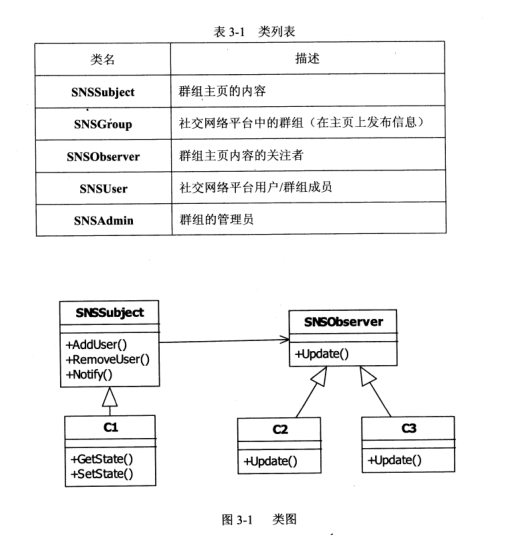 表 3-1 类列表
类名 描述
SNSSubject 群组主页的内容
SNSGroup 社交网络平台中的群组（在主页上发布信息）
SNSObserver 群组主页内容的关注者
SNSUser 社交网络平台用户/群组成员
SNSAdmin 群组的管理员
SNSSubject
+AddUser()
+RemoveUser()
+Notify()
SNSObserver
+Update()
C1
+GetState()
+SetState()
C2
+Update()
C3
+Update()
图 3-1 类图